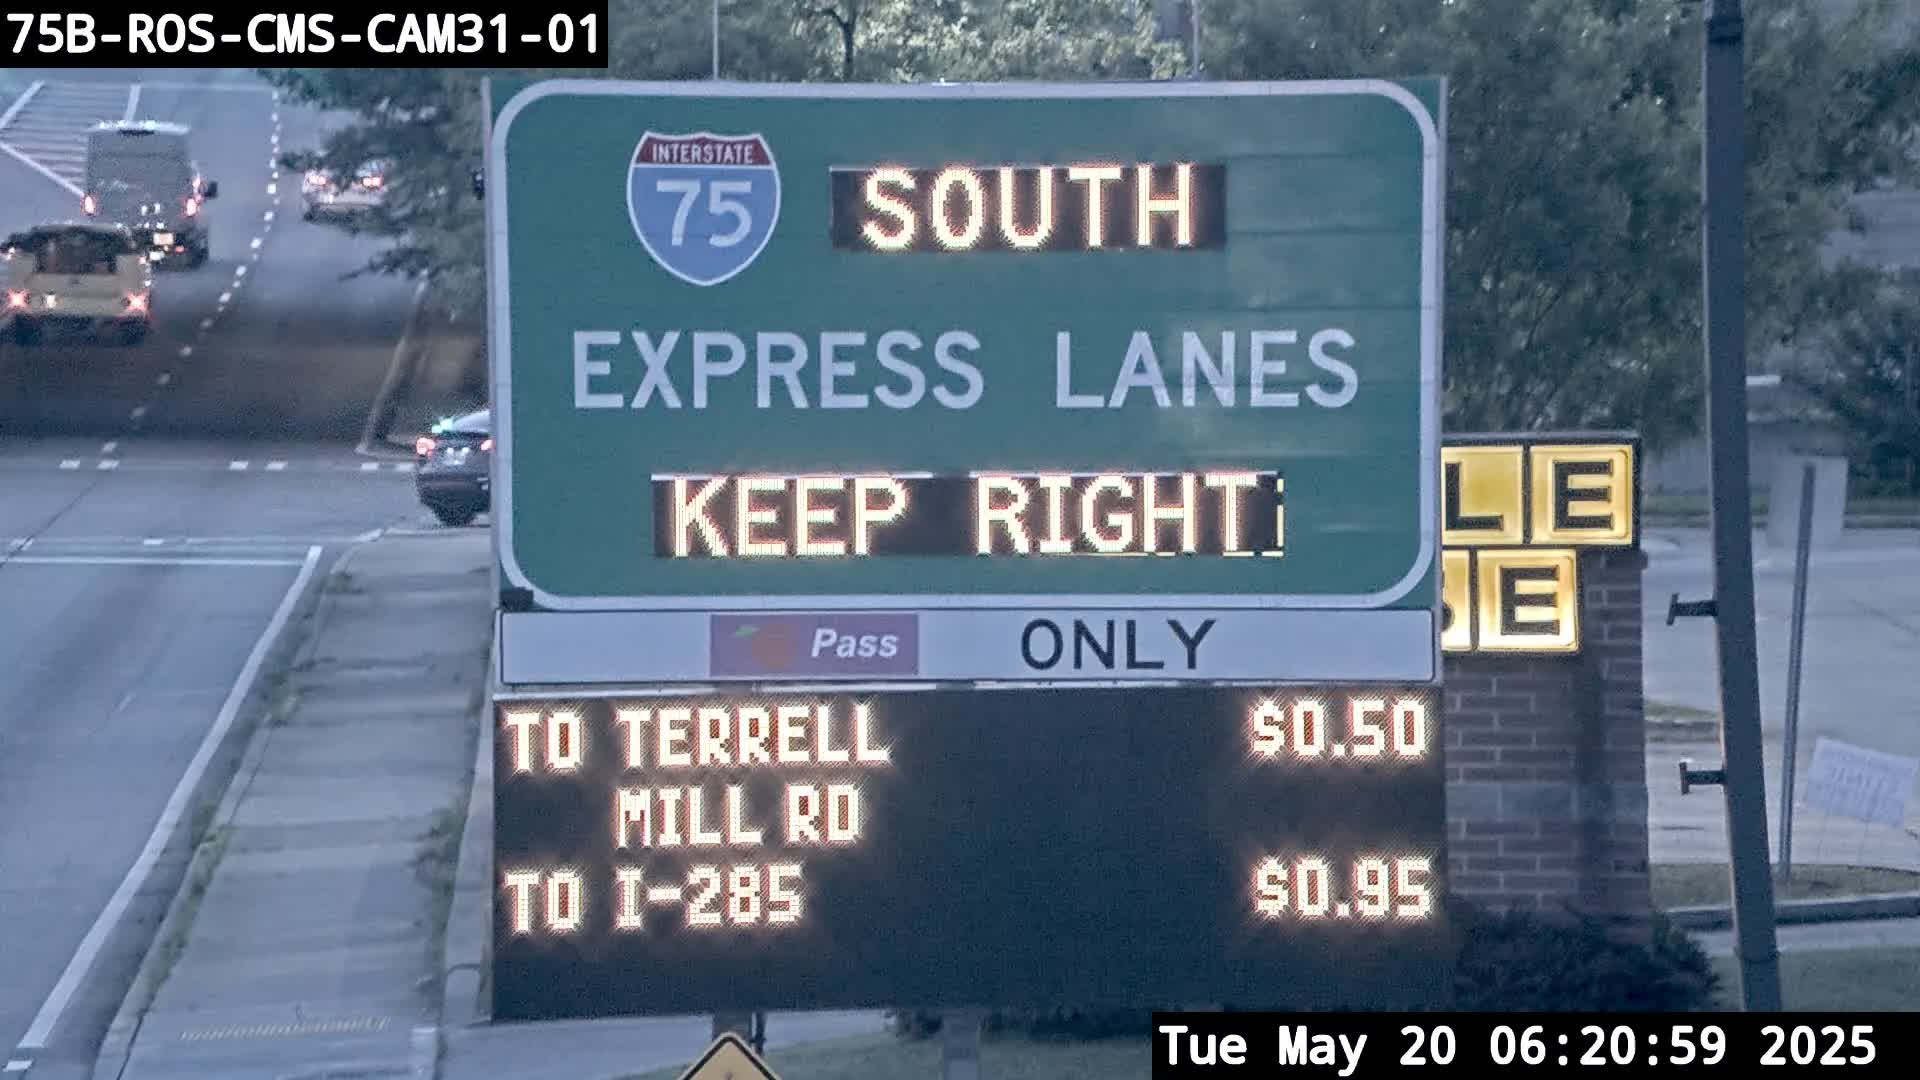 75B-ROS-CMS-CAM31-01
INTERSTATE
75
SOUTH
EXPRESS LANES
KEEP RIGHT
Pass ONLY
TO TERRELL $0.50
MILL RD
TO I-285 $0.95
LE
E
Tue May 20 06:20:59 2025